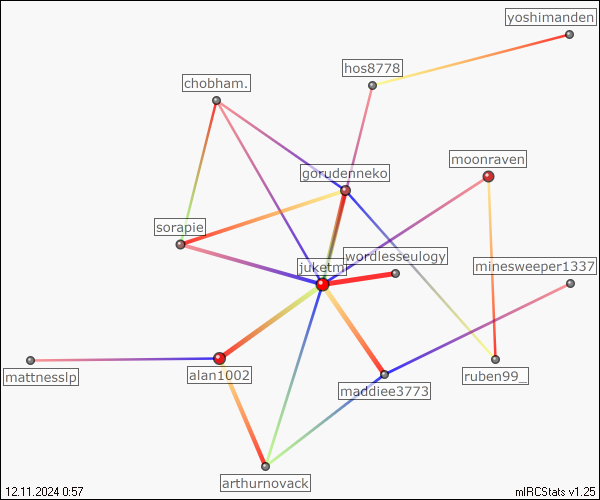 yoshimanden
hos8778
chobham.
moonraven
gorudenneko
sorapie
wordlesseulogy
juketm
minesweeper1337
mattnesslp
alan1002
ruben99_
maddiee3773
arthurnovack
12.11.2024 0:57
mIRCStats v1.25